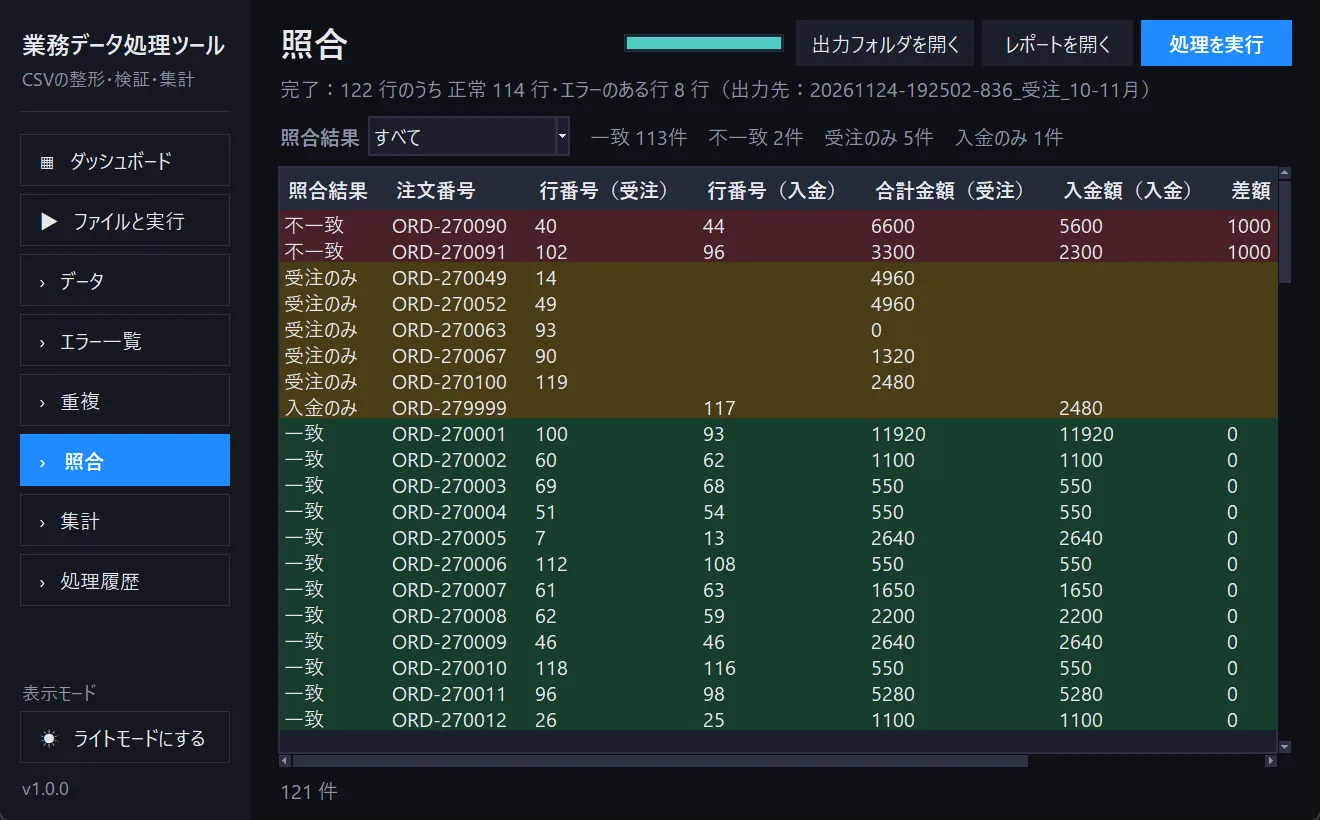 業務データ処理ツール
CSVの整形・検証・集計
▦ ダッシュボード
▶ ファイルと実行
› データ
› エラー一覧
› 重複
› 照合
› 集計
› 処理履歴
表示モード
☀ ライトモードにする
v1.0.0
照合
出力フォルダを開く レポートを開く 処理を実行
完了：122 行のうち 正常 114 行・エラーのある行 8 行（出力先：20261124-192502-836_受注_10-11月）
照合結果 すべて 一致 113件 不一致 2件 受注のみ 5件 入金のみ 1件
照合結果 注文番号 行番号（受注） 行番号（入金） 合計金額（受注） 入金額（入金） 差額
不一致 ORD-270090 40 44 6600 5600 1000
不一致 ORD-270091 102 96 3300 2300 1000
受注のみ ORD-270049 14 4960
受注のみ ORD-270052 49 4960
受注のみ ORD-270063 93 0
受注のみ ORD-270067 90 1320
受注のみ ORD-270100 119 2480
入金のみ ORD-279999 117 2480
一致 ORD-270001 100 93 11920 11920 0
一致 ORD-270002 60 62 1100 1100 0
一致 ORD-270003 69 68 550 550 0
一致 ORD-270004 51 54 550 550 0
一致 ORD-270005 7 13 2640 2640 0
一致 ORD-270006 112 108 550 550 0
一致 ORD-270007 61 63 1650 1650 0
一致 ORD-270008 62 59 2200 2200 0
一致 ORD-270009 46 46 2640 2640 0
一致 ORD-270010 118 116 550 550 0
一致 ORD-270011 96 98 5280 5280 0
一致 ORD-270012 26 25 1100 1100 0
121 件